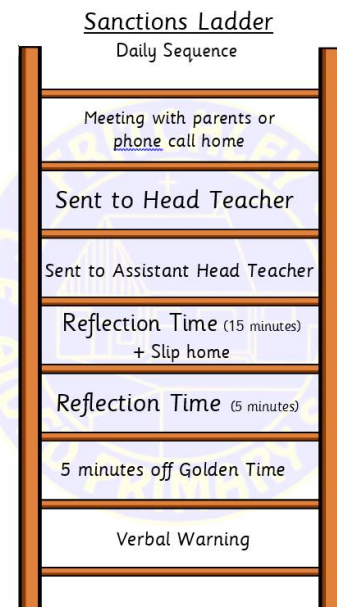 Sanctions Ladder
Daily Sequence
Meeting with parents or
phone call home
Sent to Head Teacher
Sent to Assistant Head Teacher
Reflection Time (15 minutes)
+ Slip home
Reflection Time (5 minutes)
5 minutes off Golden Time
Verbal Warning